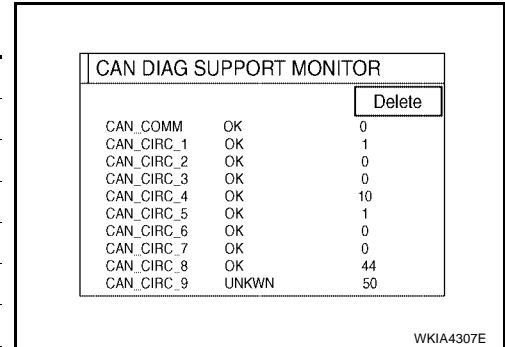 CAN DIAG SUPPORT MONITOR
Delete
CAN_COMM OK 0
CAN_CIRC_1 OK 1
CAN_CIRC_2 OK 0
CAN_CIRC_3 OK 0
CAN_CIRC_4 OK 10
CAN_CIRC_5 OK 1
CAN_CIRC_6 OK 0
CAN_CIRC_7 OK 0
CAN_CIRC_8 OK 44
CAN_CIRC_9 UNKWN 50
WKIA4307E